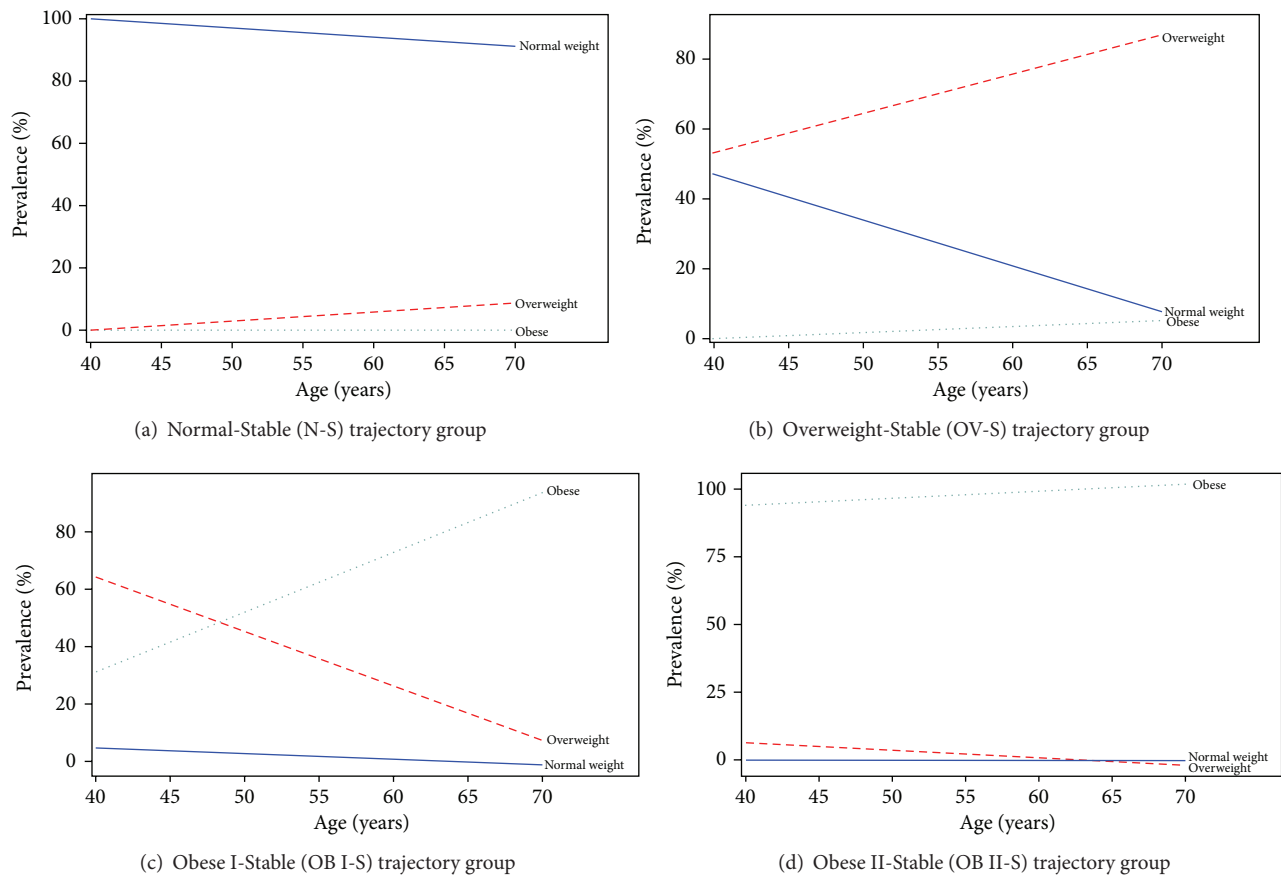 100
80
60
40
20
0
Prevalence (%)
Normal weight
Overweight
Obese
40 45 50 55 60 65 70
Age (years)
(a) Normal-Stable (N-S) trajectory group
80
60
40
20
0
Prevalence (%)
Overweight
Normal weight
Obese
40 45 50 55 60 65 70
Age (years)
(b) Overweight-Stable (OV-S) trajectory group
80
60
40
20
0
Prevalence (%)
Obese
Overweight
Normal weight
40 45 50 55 60 65 70
Age (years)
(c) Obese I-Stable (OB I-S) trajectory group
100
75
50
25
0
Prevalence (%)
Obese
Normal weight
Overweight
40 45 50 55 60 65 70
Age (years)
(d) Obese II-Stable (OB II-S) trajectory group